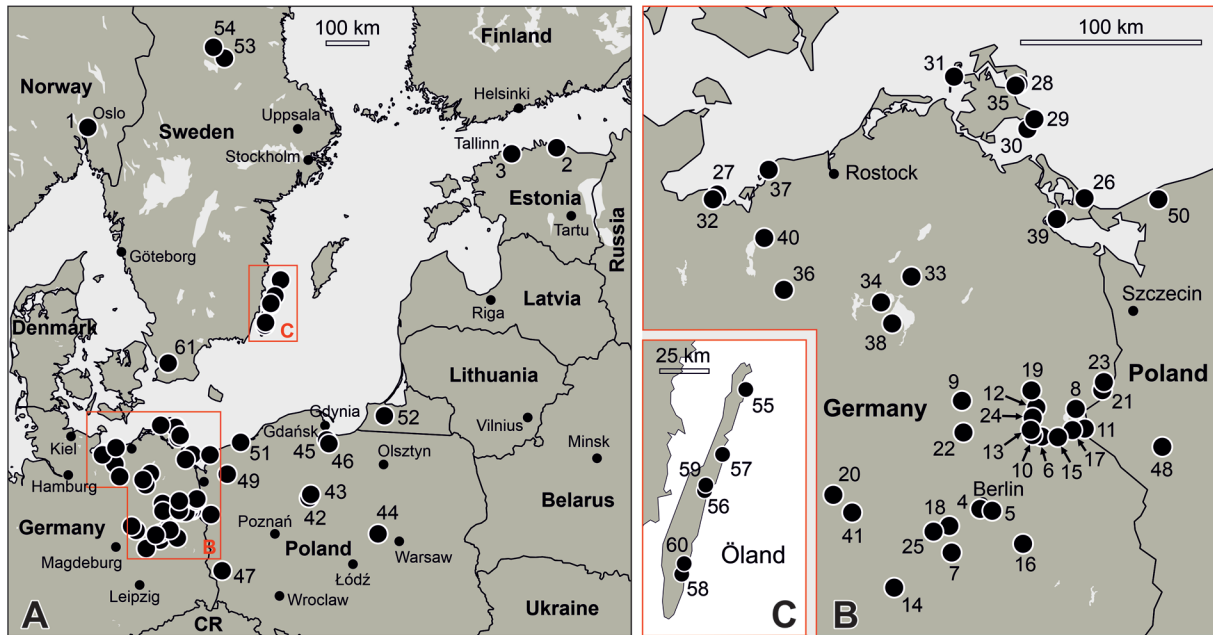 54
53
100 km
Finland
Norway
Helsinki
1
Oslo
Uppsala
Sweden
Tallinn
Stockholm
3
2
Estonia
Tartu
Russia
Göteborg
Latvia
Riga
Denmark
C
61
Lithuania
Gdynia
52
Vilnius
Kiel
Gdańsk
51
45
46
Minsk
Olsztyn
Hamburg
49
43
42
Belarus
Germany
Poznań
44
B
Poland
Warsaw
Magdeburg
Łódź
47
Leipzig
Wroclaw
Ukraine
A
CR
100 km
31
28
35
29
30
27
37
Rostock
26
32
50
39
40
33
36
34
Szczecin
38
25 km
23
19
Poland
9
12
8
55
Germany
24
21
22
11
13
57
10
6
15
17
48
59
20
Berlin
56
4
5
18
41
Öland
25
60
7
16
58
14
C
B